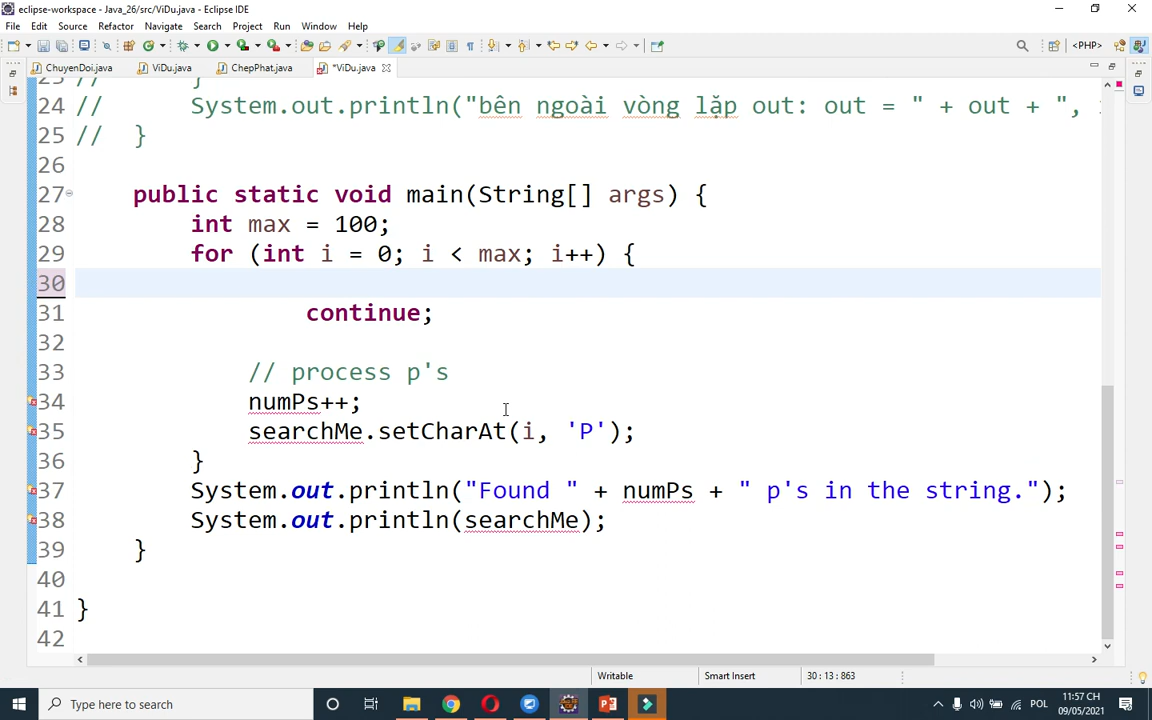 eclipse-workspace - Java_26/src/ViDu.java - Eclipse IDE
File Edit Source Refactor Navigate Search Project Run Window Help
<PHP>
ChuyenDoi.java ViDu.java ChepPhat.java *ViDu.java
23 // }
24 // System.out.println("bên ngoài vòng lặp out: out = " + out + ",
25 // }
26
27 public static void main(String[] args) {
28 int max = 100;
29 for (int i = 0; i < max; i++) {
30
31 continue;
32
33 // process p's
34 numPs++;
35 searchMe.setCharAt(i, 'P');
36 }
37 System.out.println("Found " + numPs + " p's in the string.");
38 System.out.println(searchMe);
39 }
40
41 }
42
Writable Smart Insert 30 : 13 : 863
Type here to search
POL
11:57 CH
09/05/2021